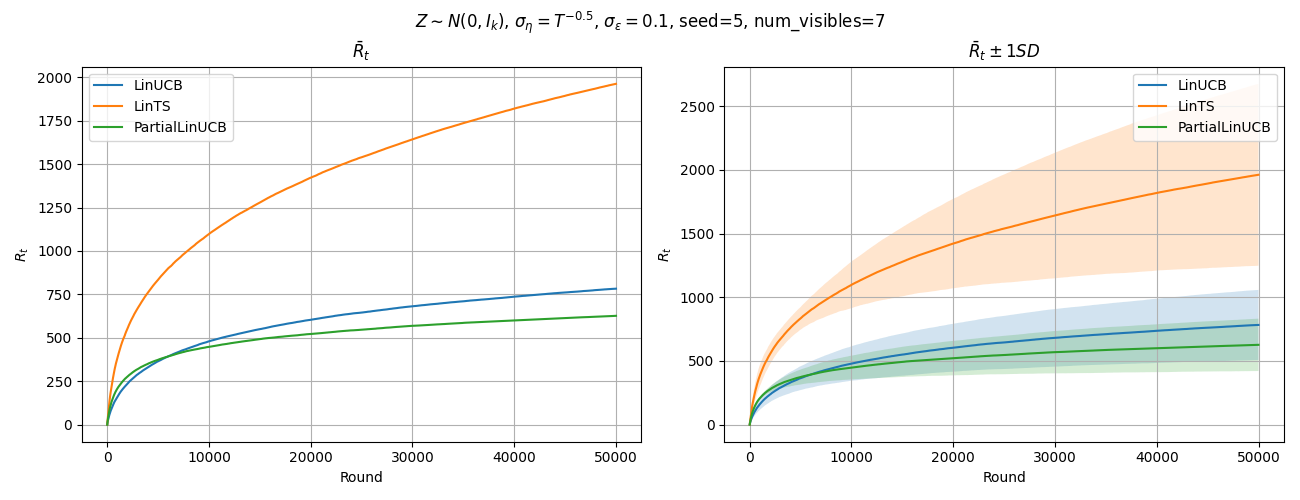 Z ∼ N(0, I_k), σ_η = T^{−0.5}, σ_ε = 0.1, seed=5, num_visibles=7
R̄_t
2000
1750
1500
1250
1000
750
500
250
0
R_t
LinUCB
LinTS
PartialLinUCB
0 10000 20000 30000 40000 50000
Round
R̄_t ± 1SD
2500
2000
1500
1000
500
0
R_t
LinUCB
LinTS
PartialLinUCB
0 10000 20000 30000 40000 50000
Round